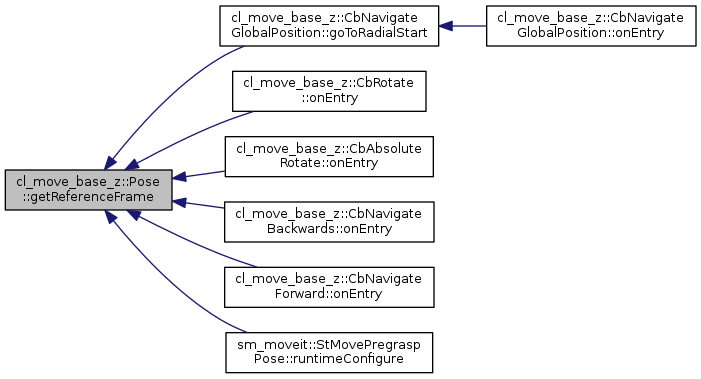 cl_move_base_z::CbNavigate
GlobalPosition::goToRadialStart
cl_move_base_z::CbNavigate
GlobalPosition::onEntry
cl_move_base_z::CbRotate
::onEntry
cl_move_base_z::CbAbsolute
Rotate::onEntry
cl_move_base_z::Pose
::getReferenceFrame
cl_move_base_z::CbNavigate
Backwards::onEntry
cl_move_base_z::CbNavigate
Forward::onEntry
sm_moveit::StMovePregrasp
Pose::runtimeConfigure